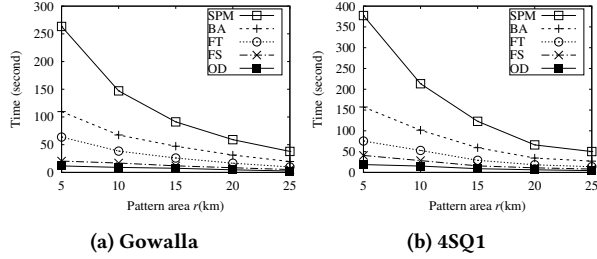 300
250
200
150
100
50
0
5 10 15 20 25
Time (second)
Pattern area r(km)
SPM
BA
FT
FS
OD
(a) Gowalla
400
350
300
250
200
150
100
50
0
5 10 15 20 25
Time (second)
Pattern area r(km)
SPM
BA
FT
FS
OD
(b) 4SQ1